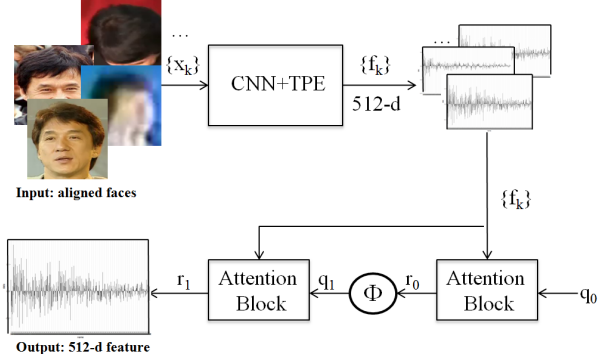 ...
{xₖ}
CNN+TPE
{fₖ}
512-d
...
Input: aligned faces
{fₖ}
r₁
Attention
Block
q₁
Φ
r₀
Attention
Block
q₀
Output: 512-d feature